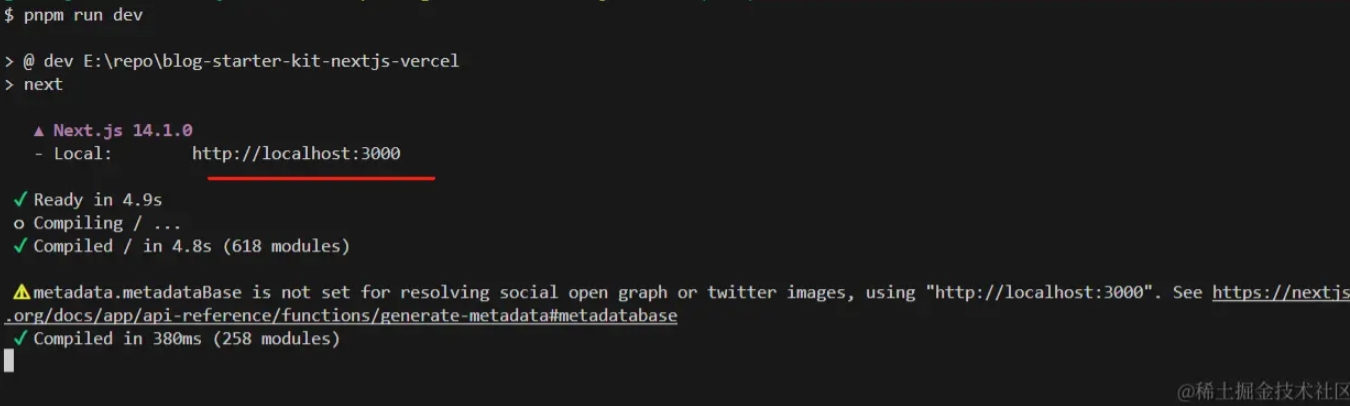 $ pnpm run dev
> @ dev E:\repo\blog-starter-kit-nextjs-vercel
> next
▲ Next.js 14.1.0
- Local: http://localhost:3000
✓ Ready in 4.9s
○ Compiling / ...
✓ Compiled / in 4.8s (618 modules)
⚠ metadata.metadataBase is not set for resolving social open graph or twitter images, using "http://localhost:3000". See https://nextjs
.org/docs/app/api-reference/functions/generate-metadata#metadatabase
✓ Compiled in 380ms (258 modules)
@稀土掘金技术社区